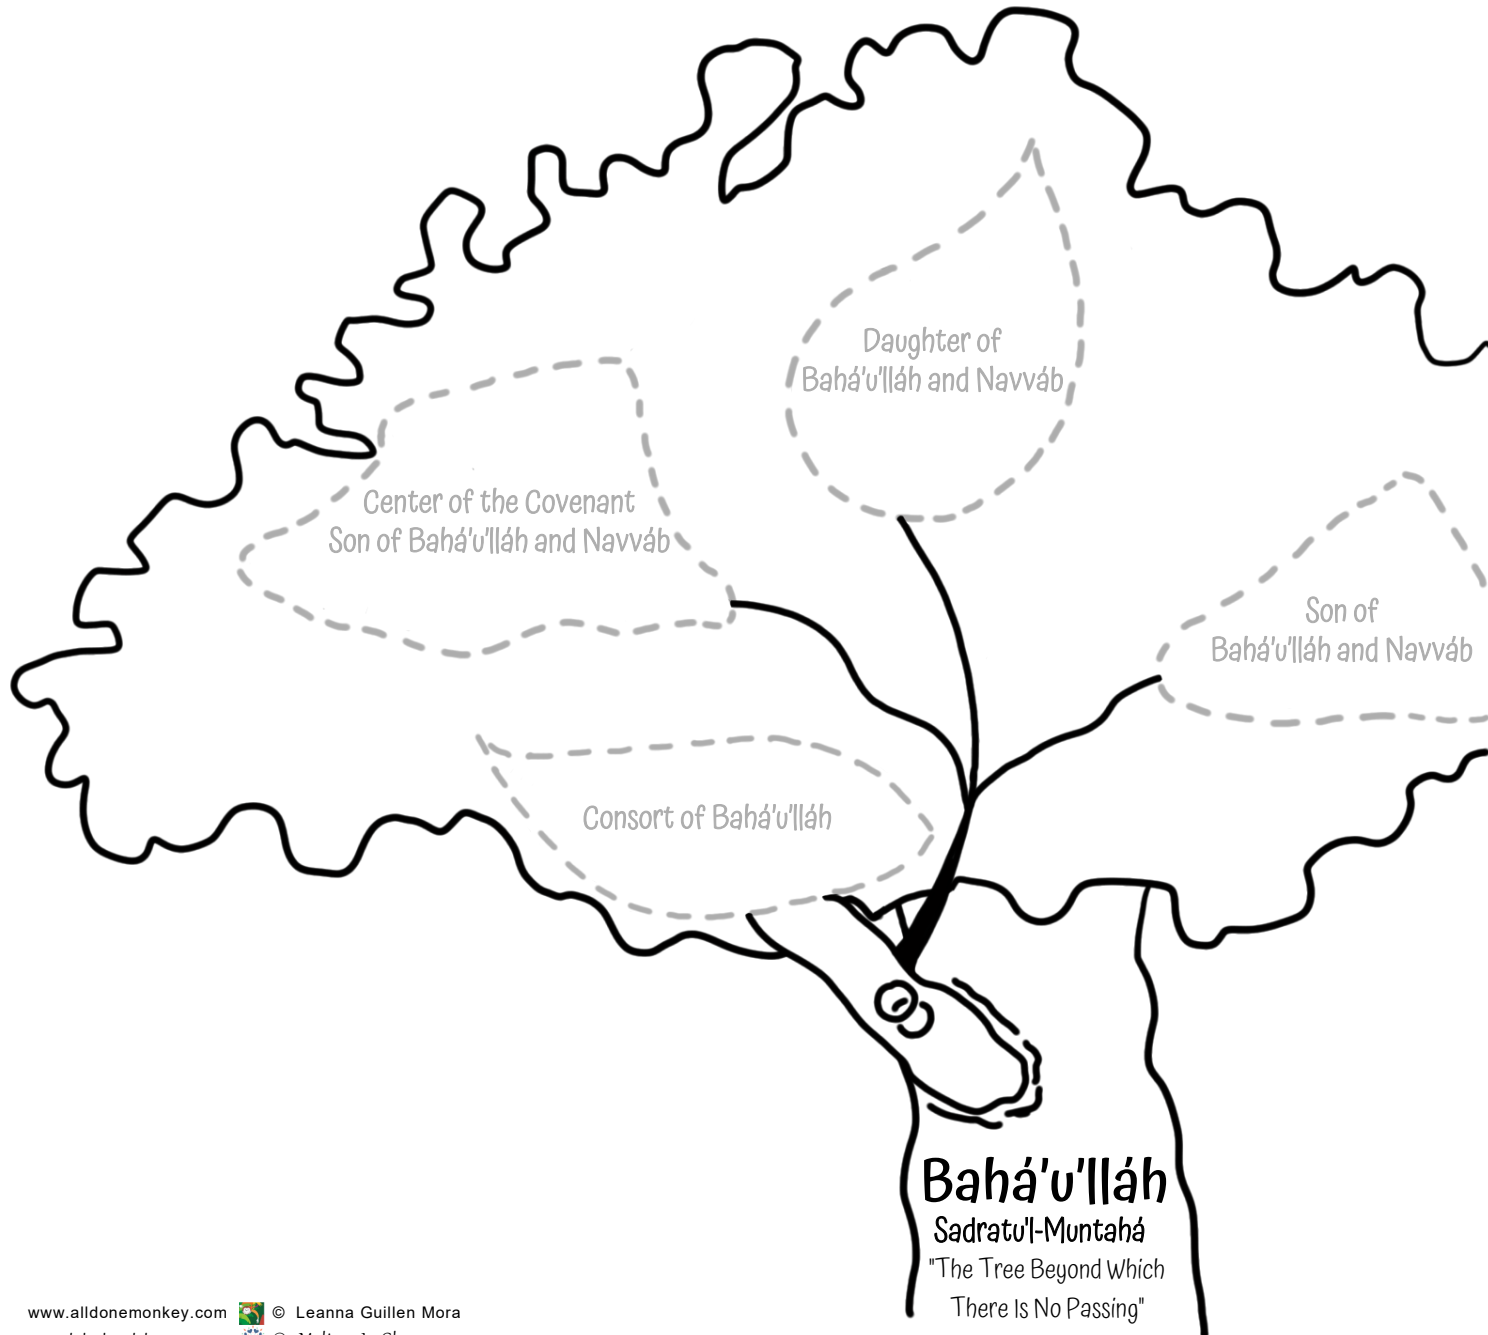 Daughter of
Bahá'u'lláh and Navváb
Center of the Covenant
Son of Bahá'u'lláh and Navváb
Son of
Bahá'u'lláh and Navváb
Consort of Bahá'u'lláh
Bahá'u'lláh
Sadratu'l-Muntahá
"The Tree Beyond Which
There Is No Passing"
www.alldonemonkey.com © Leanna Guillen Mora